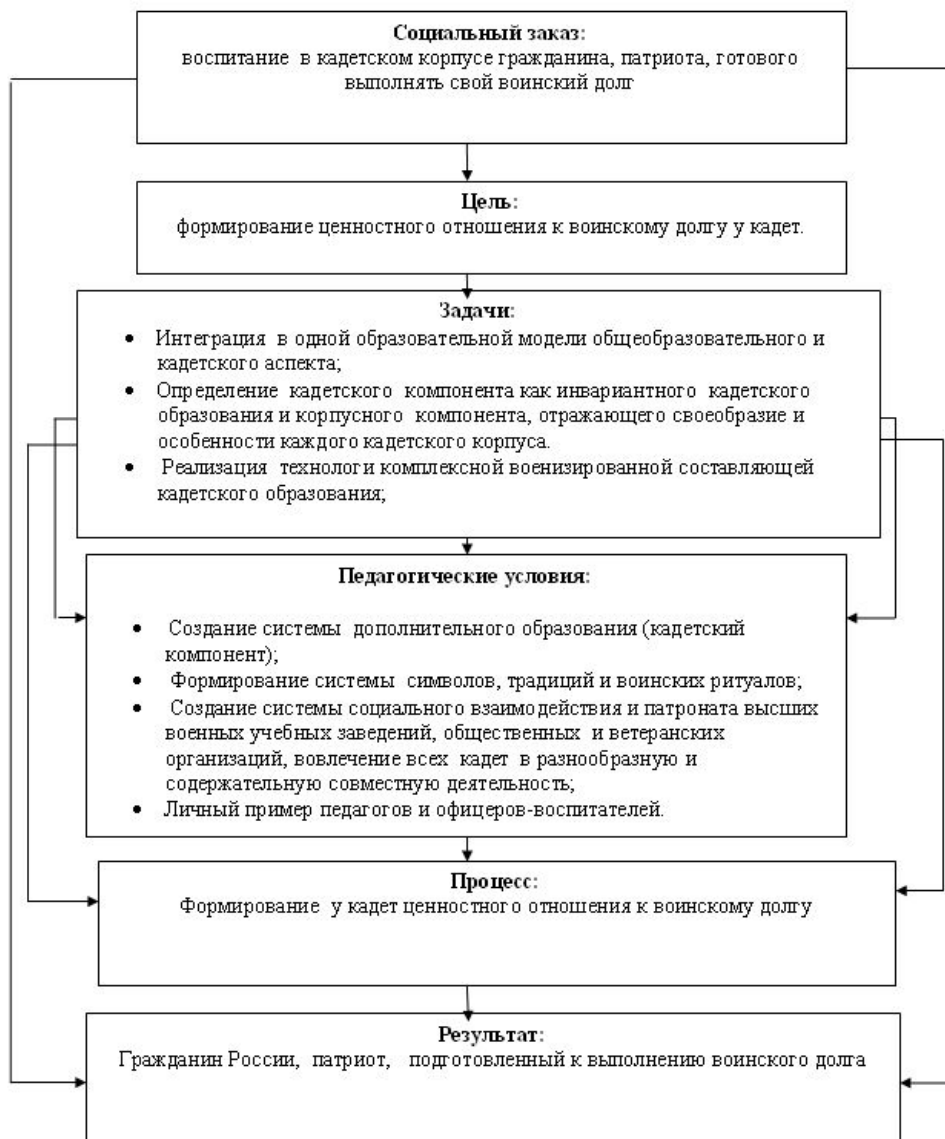 Социальный заказ:
воспитание в кадетском корпусе гражданина, патриота, готового
выполнять свой воинский долг
Цель:
формирование ценностного отношения к воинскому долгу у кадет.
Задачи:
• Интеграция в одной образовательной модели общеобразовательного и
кадетского аспекта;
• Определение кадетского компонента как инвариантного кадетского
образования и корпусного компонента, отражающего своеобразие и
особенности каждого кадетского корпуса.
• Реализация технологи комплексной военизированной составляющей
кадетского образования;
Педагогические условия:
• Создание системы дополнительного образования (кадетский
компонент);
• Формирование системы символов, традиций и воинских ритуалов;
• Создание системы социального взаимодействия и патроната высших
военных учебных заведений, общественных и ветеранских
организаций, вовлечение всех кадет в разнообразную и
содержательную совместную деятельность;
• Личный пример педагогов и офицеров-воспитателей.
Процесс:
Формирование у кадет ценностного отношения к воинскому долгу
Результат:
Гражданин России, патриот, подготовленный к выполнению воинского долга